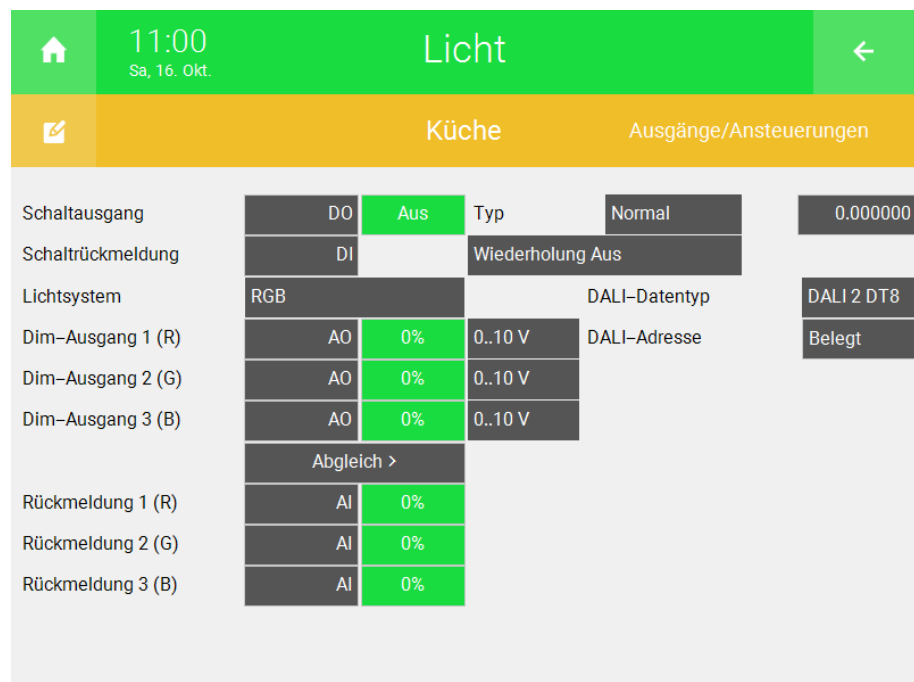 11:00 Licht
Sa, 16. Okt.
Küche Ausgänge/Ansteuerungen
Schaltausgang DO Aus Typ Normal 0.000000
Schaltrückmeldung DI Wiederholung Aus
Lichtsystem RGB DALI–Datentyp DALI 2 DT8
Dim–Ausgang 1 (R) AO 0% 0..10 V DALI–Adresse Belegt
Dim–Ausgang 2 (G) AO 0% 0..10 V
Dim–Ausgang 3 (B) AO 0% 0..10 V
Abgleich >
Rückmeldung 1 (R) AI 0%
Rückmeldung 2 (G) AI 0%
Rückmeldung 3 (B) AI 0%